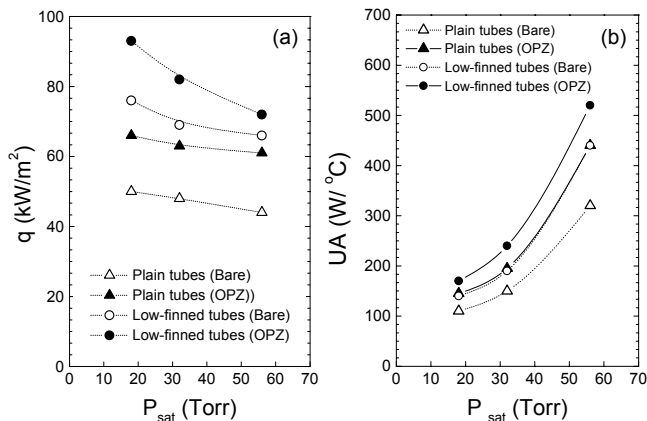 (a)
100
80
60
40
20
0
q (kW/m²)
Plain tubes (Bare)
Plain tubes (OPZ))
Low-finned tubes (Bare)
Low-finned tubes (OPZ)
0 10 20 30 40 50 60 70
P_sat (Torr)
(b)
700
600
500
400
300
200
100
0
UA (W/ °C)
Plain tubes (Bare)
Plain tubes (OPZ)
Low-finned tubes (Bare)
Low-finned tubes (OPZ)
0 10 20 30 40 50 60 70
P_sat (Torr)